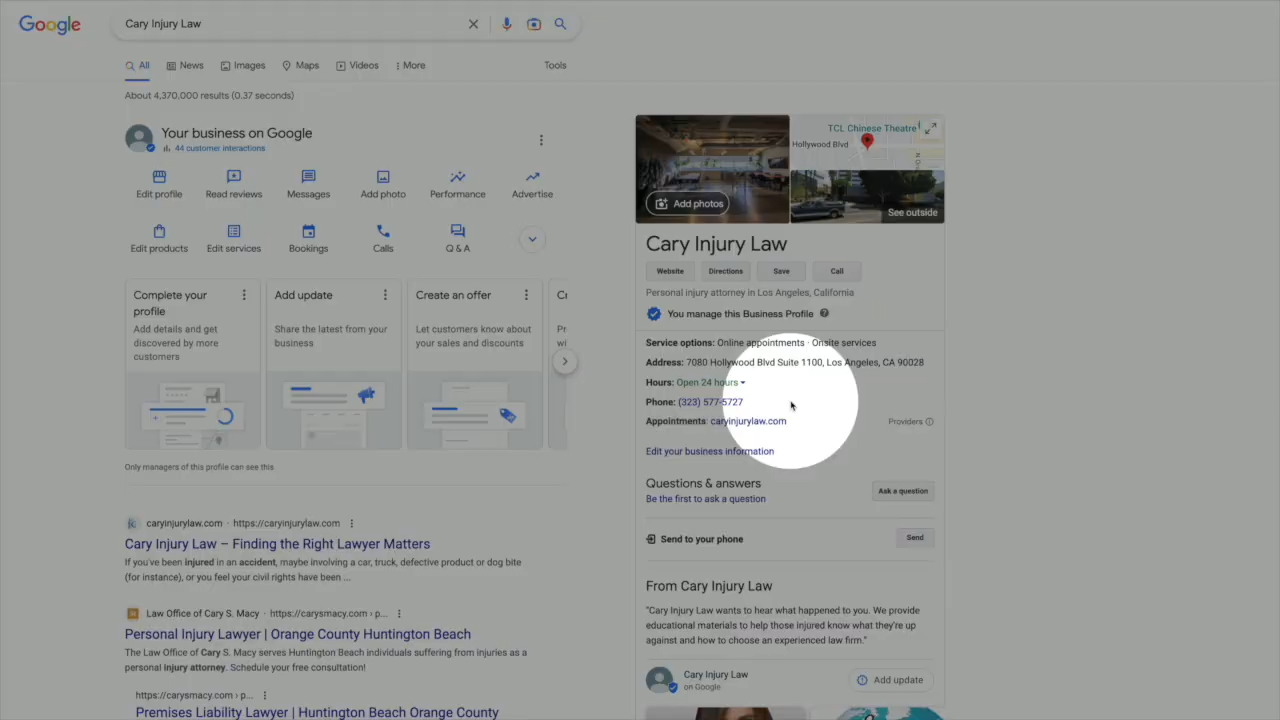 Google
Cary Injury Law
All
News
Images
Maps
Videos
More
Tools
About 4,370,000 results (0.37 seconds)
Your business on Google
44 customer interactions
Edit profile
Read reviews
Messages
Add photo
Performance
Advertise
Edit products
Edit services
Bookings
Calls
Q & A
Complete your
profile
Add details and get
discovered by more
customers
Add update
Share the latest from your
business
Create an offer
Let customers know about
your sales and discounts
Only managers of this profile can see this
caryinjurylaw.com · https://caryinjurylaw.com
Cary Injury Law – Finding the Right Lawyer Matters
If you've been injured in an accident, maybe involving a car, truck, defective product or dog bite
(for instance), or you feel your civil rights have been ...
Law Office of Cary S. Macy · https://carysmacy.com › p...
Personal Injury Lawyer | Orange County Huntington Beach
The Law Office of Cary S. Macy serves Huntington Beach individuals suffering from injuries as a
personal injury attorney. Schedule your free consultation!
https://carysmacy.com › p...
Premises Liability Lawyer | Huntington Beach Orange County
TCL Chinese Theatre
Hollywood Blvd
Add photos
See outside
Cary Injury Law
Website
Directions
Save
Call
Personal injury attorney in Los Angeles, California
You manage this Business Profile
Service options: Online appointments · Onsite services
Address: 7080 Hollywood Blvd Suite 1100, Los Angeles, CA 90028
Hours: Open 24 hours
Phone: (323) 577-5727
Appointments: caryinjurylaw.com
Providers
Edit your business information
Questions & answers
Be the first to ask a question
Ask a question
Send to your phone
Send
From Cary Injury Law
"Cary Injury Law wants to hear what happened to you. We provide
educational materials to help those injured know what they're up
against and how to choose an experienced law firm."
Cary Injury Law
on Google
Add update